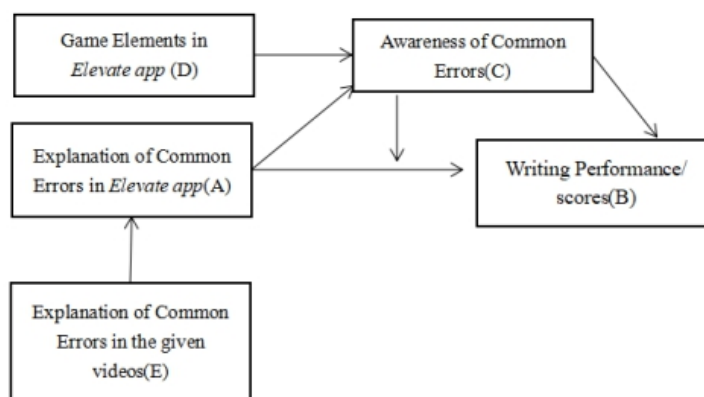 Game Elements in
Elevate app (D)
Awareness of Common
Errors(C)
Explanation of Common
Errors in Elevate app(A)
Writing Performance/
scores(B)
Explanation of Common
Errors in the given
videos(E)